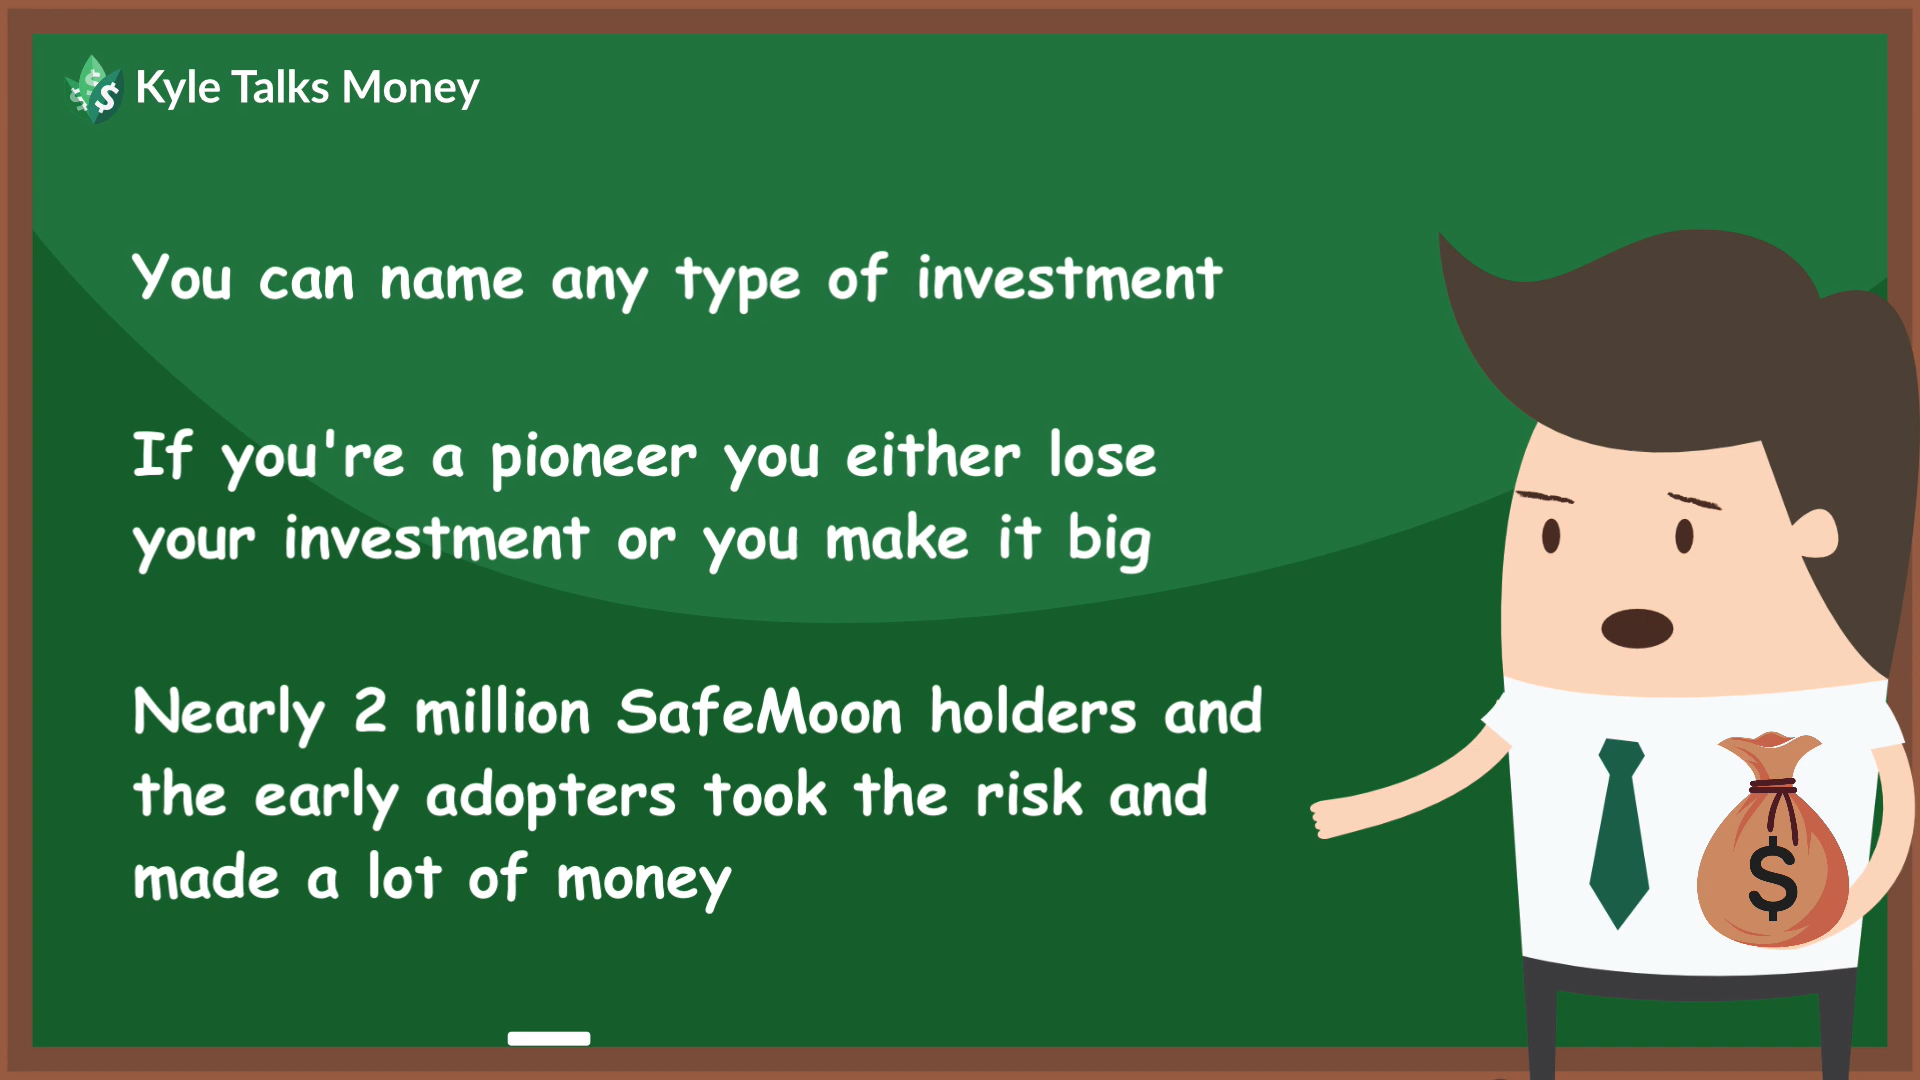 Kyle Talks Money
You can name any type of investment
If you're a pioneer you either lose
your investment or you make it big
Nearly 2 million SafeMoon holders and
the early adopters took the risk and
made a lot of money
$